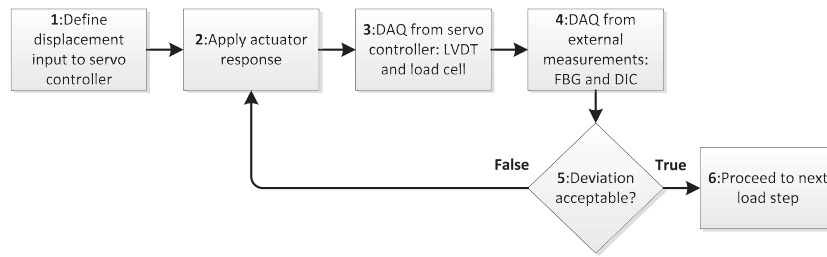 1:Define
displacement
input to servo
controller
2:Apply actuator
response
3:DAQ from servo
controller: LVDT
and load cell
4:DAQ from
external
measurements:
FBG and DIC
False
True
5:Deviation
acceptable?
6:Proceed to next
load step